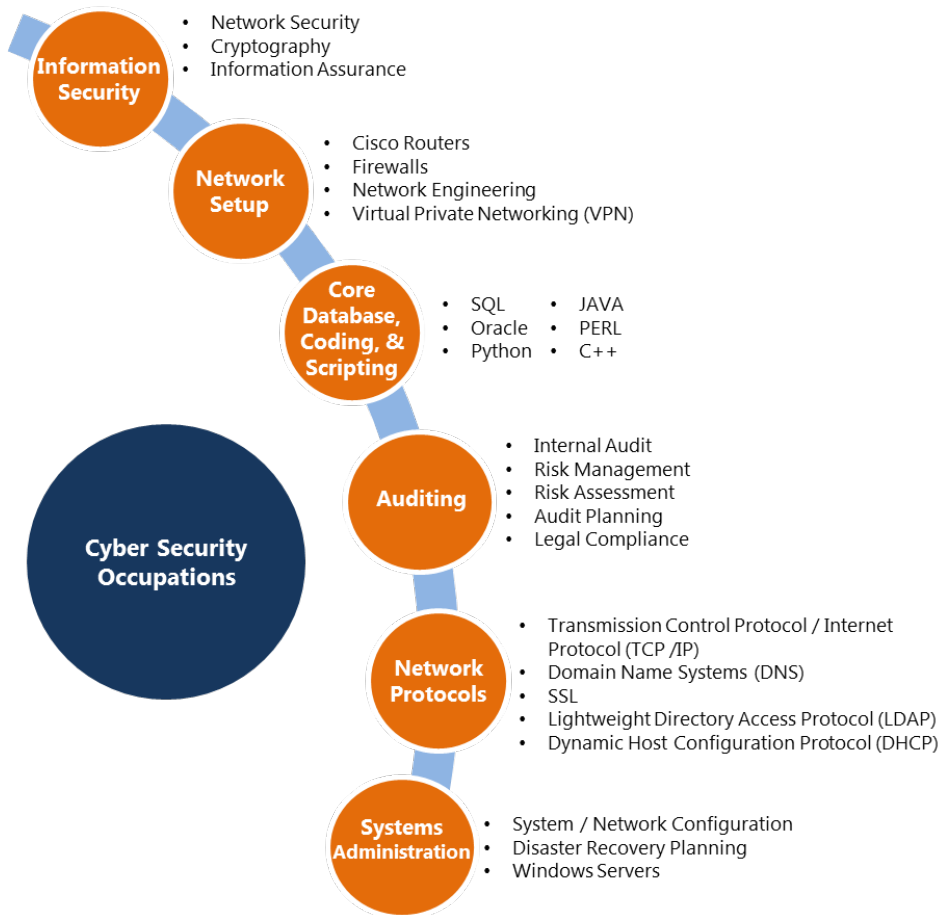 Information
Security
• Network Security
• Cryptography
• Information Assurance
Network
Setup
• Cisco Routers
• Firewalls
• Network Engineering
• Virtual Private Networking (VPN)
Core
Database,
Coding, &
Scripting
• SQL
• Oracle
• Python
• JAVA
• PERL
• C++
Auditing
• Internal Audit
• Risk Management
• Risk Assessment
• Audit Planning
• Legal Compliance
Cyber Security
Occupations
Network
Protocols
• Transmission Control Protocol / Internet
Protocol (TCP /IP)
• Domain Name Systems (DNS)
• SSL
• Lightweight Directory Access Protocol (LDAP)
• Dynamic Host Configuration Protocol (DHCP)
Systems
Administration
• System / Network Configuration
• Disaster Recovery Planning
• Windows Servers